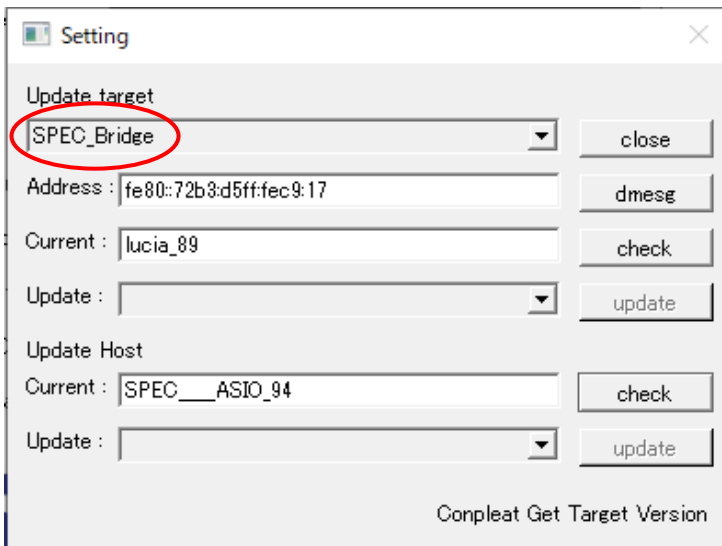 Setting
Update target
SPEC_Bridge
close
Address : fe80::72b3:d5ff:fec9:17
dmesg
Current : lucia_89
check
Update :
update
Update Host
Current : SPEC___ASIO_94
check
Update :
update
Conpleat Get Target Version